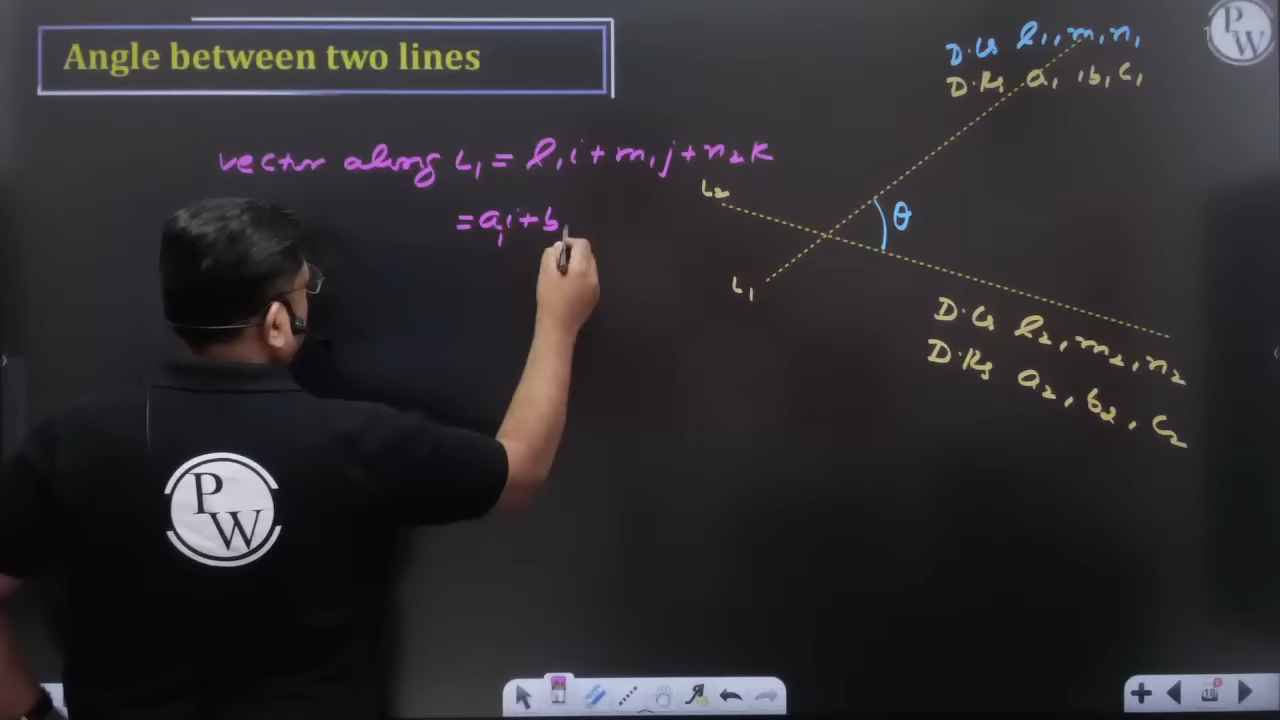 Angle between two lines
D.Cs l₁, m₁, n₁
D.Rs a₁, b₁, c₁
vector along L₁ = l₁i + m₁j + n₂k
= a₁i + b
L₂
θ
L₁
D.Cs l₂, m₂, n₂
D.Rs a₂, b₂, c₂
PW
PW
18